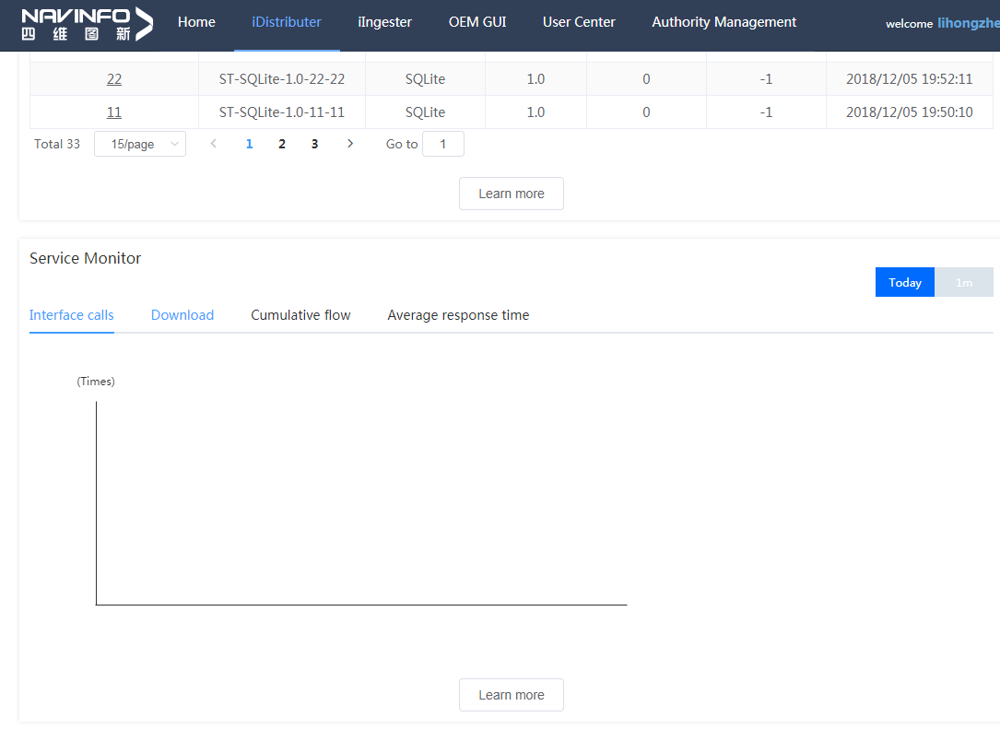 NAVINFO
四维图新
Home iDistributer iIngester OEM GUI User Center Authority Management welcome lihongzhe
22 ST-SQLite-1.0-22-22 SQLite 1.0 0 -1 2018/12/05 19:52:11
11 ST-SQLite-1.0-11-11 SQLite 1.0 0 -1 2018/12/05 19:50:10
Total 33 15/page 1 2 3 Go to 1
Learn more
Service Monitor
Today 1m
Interface calls Download Cumulative flow Average response time
(Times)
Learn more